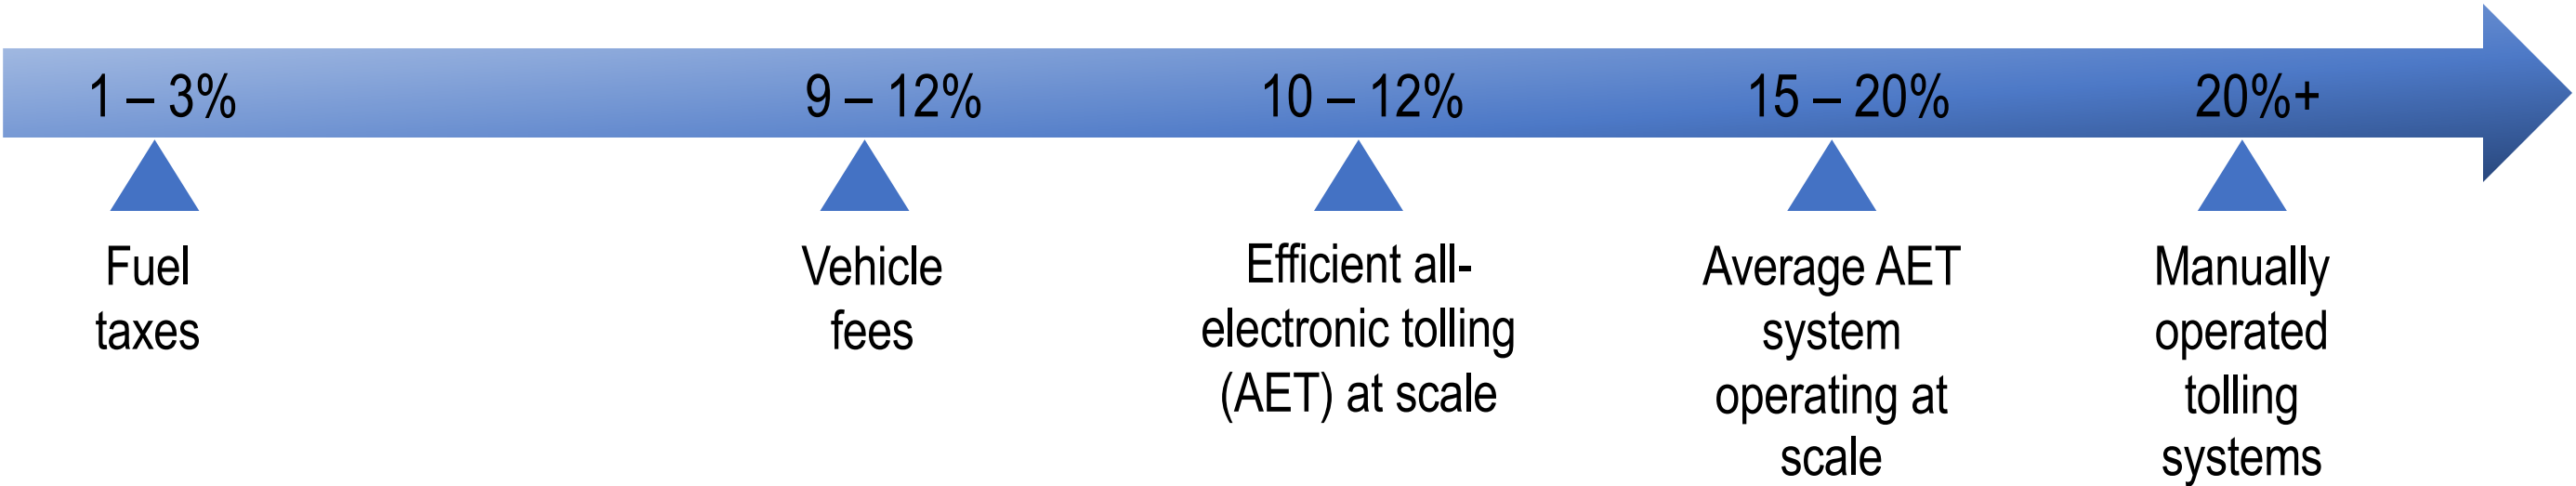 1 – 3%
9 – 12%
10 – 12%
15 – 20%
20%+
Fuel
taxes
Vehicle
fees
Efficient all-
electronic tolling
(AET) at scale
Average AET
system
operating at
scale
Manually
operated
tolling
systems